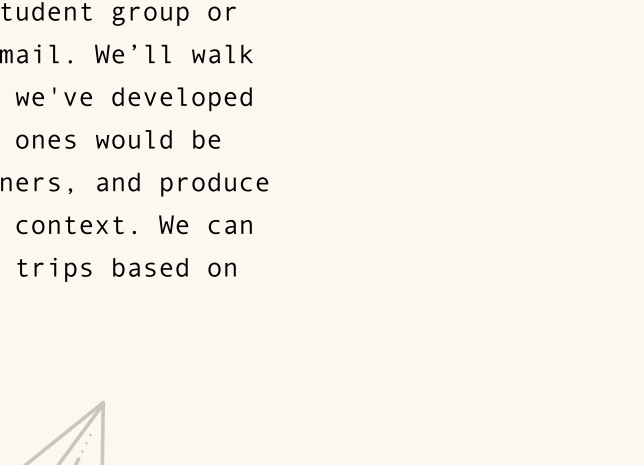 tudent group or
mail. We’ll walk
we've developed
ones would be
ners, and produce
context. We can
trips based on